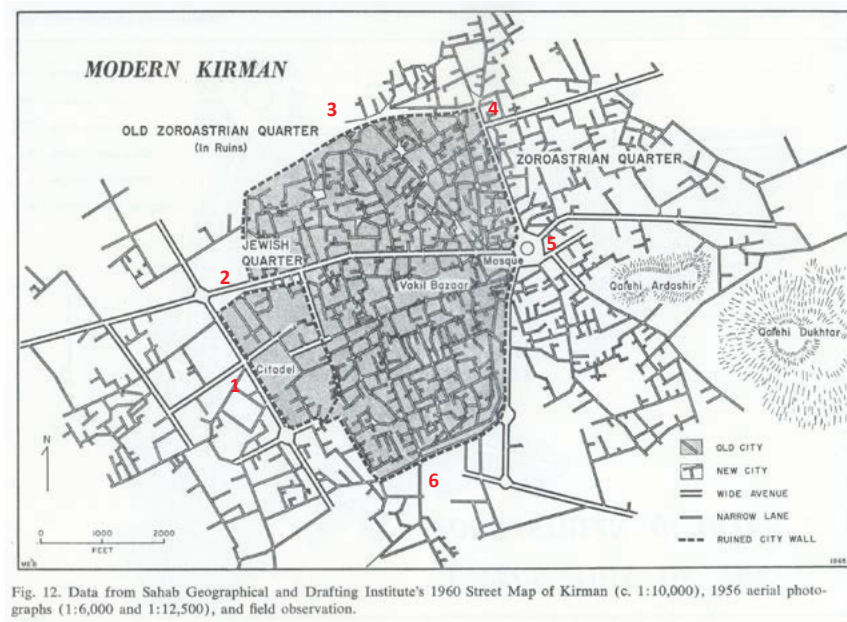 MODERN KIRMAN
3
4
OLD ZOROASTRIAN QUARTER
(IN RUINS)
ZOROASTRIAN QUARTER
5
JEWISH
QUARTER
Mosque
2
Vakil Bazaar
Qalehi Ardashir
Qalehi Dukhtar
1
Citadel
N
6
OLD CITY
NEW CITY
WIDE AVENUE
NARROW LANE
RUINED CITY WALL
0 1000 2000
FEET
Fig. 12. Data from Sahab Geographical and Drafting Institute's 1960 Street Map of Kirman (c. 1:10,000), 1956 aerial photo-
graphs (1:6,000 and 1:12,500), and field observation.